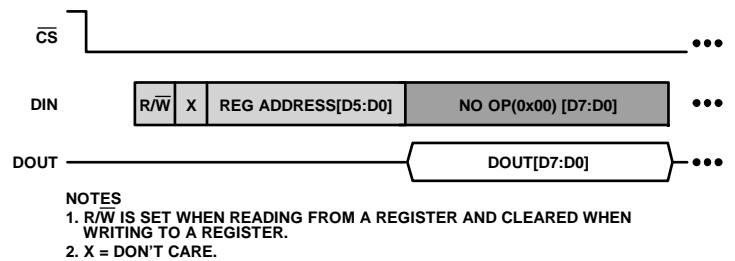 CS
DIN
R/W X REG ADDRESS[D5:D0] NO OP(0x00) [D7:D0]
DOUT
DOUT[D7:D0]
NOTES
1. R/W IS SET WHEN READING FROM A REGISTER AND CLEARED WHEN
WRITING TO A REGISTER.
2. X = DON'T CARE.